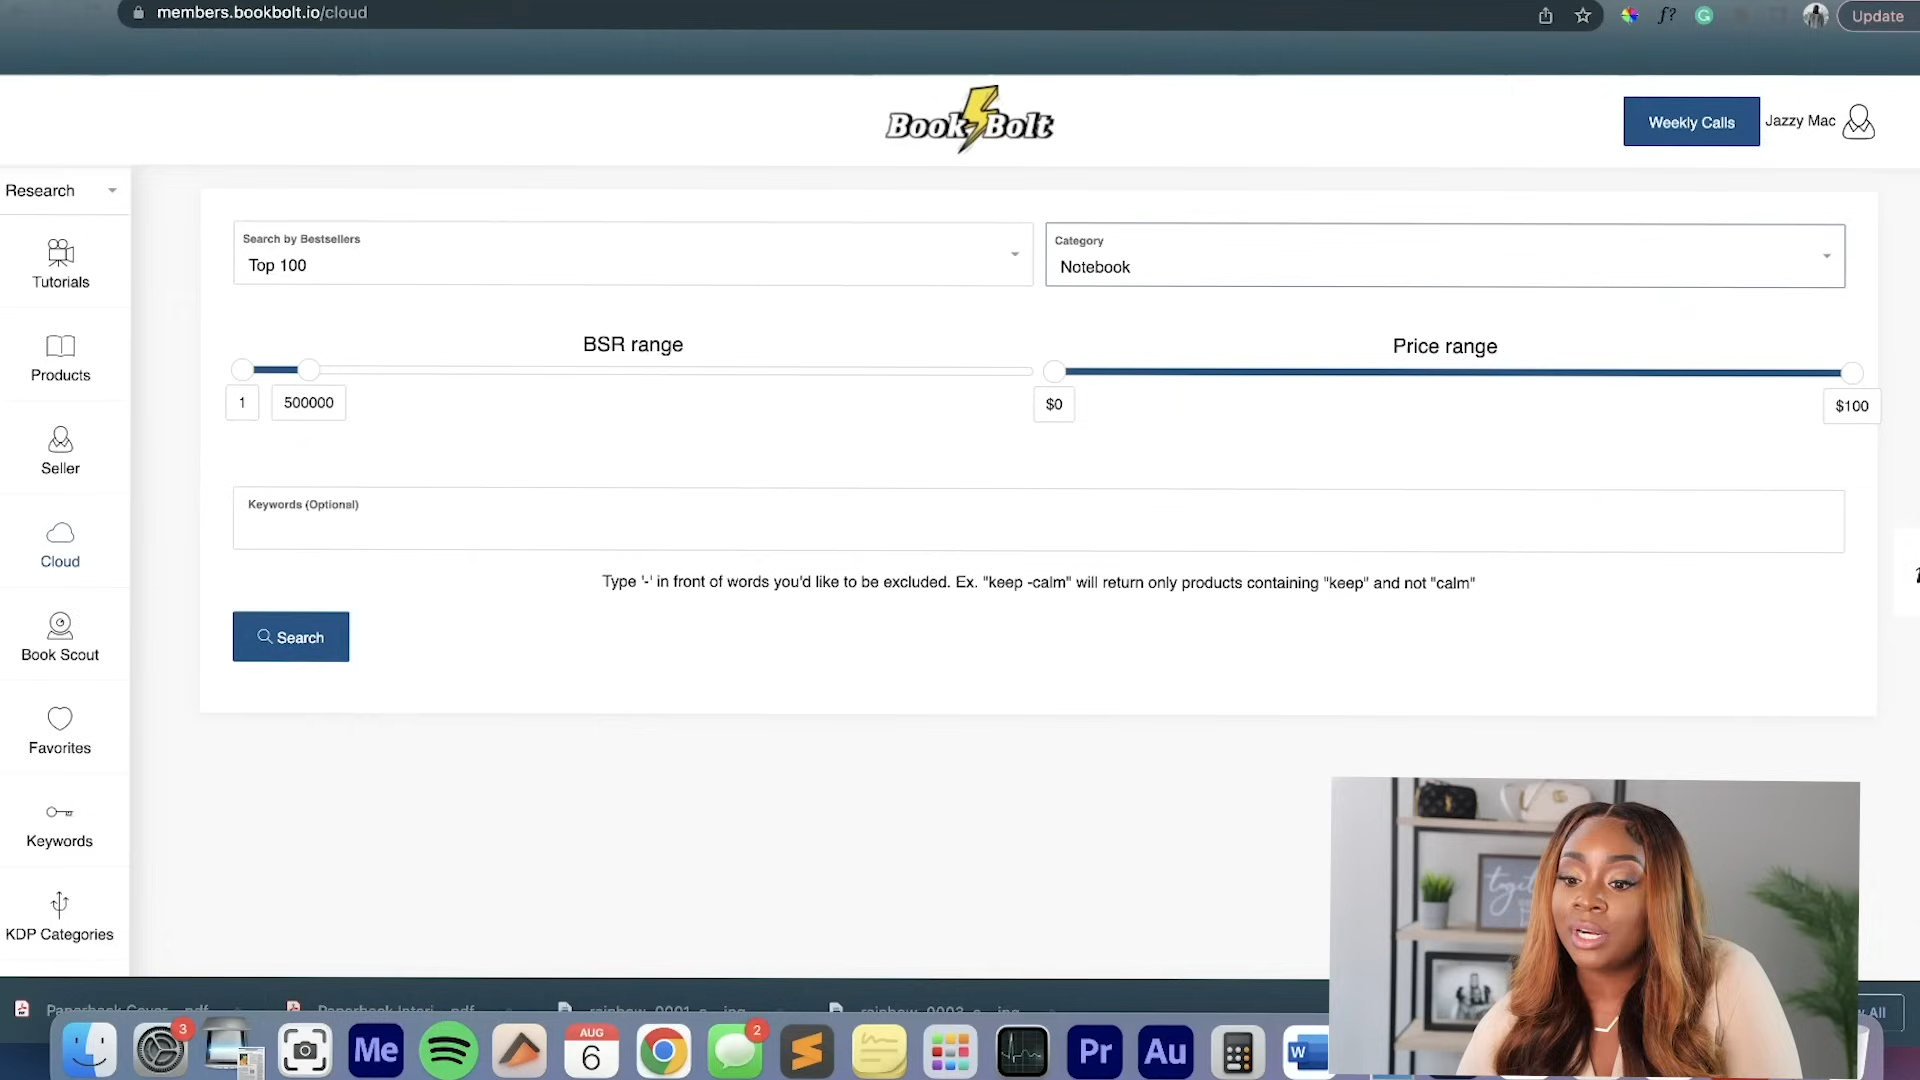 members.bookbolt.io/cloud
f?
Update
Book Bolt
Weekly Calls
Jazzy Mac
Research
Search by Bestsellers
Top 100
Category
Notebook
Tutorials
BSR range
Price range
Products
1
500000
$0
$100
Seller
Keywords (Optional)
Cloud
Type '-' in front of words you'd like to be excluded. Ex. "keep -calm" will return only products containing "keep" and not "calm"
Search
Book Scout
Favorites
Keywords
KDP Categories
All
3
Me
AUG
6
2
Pr
Au
W